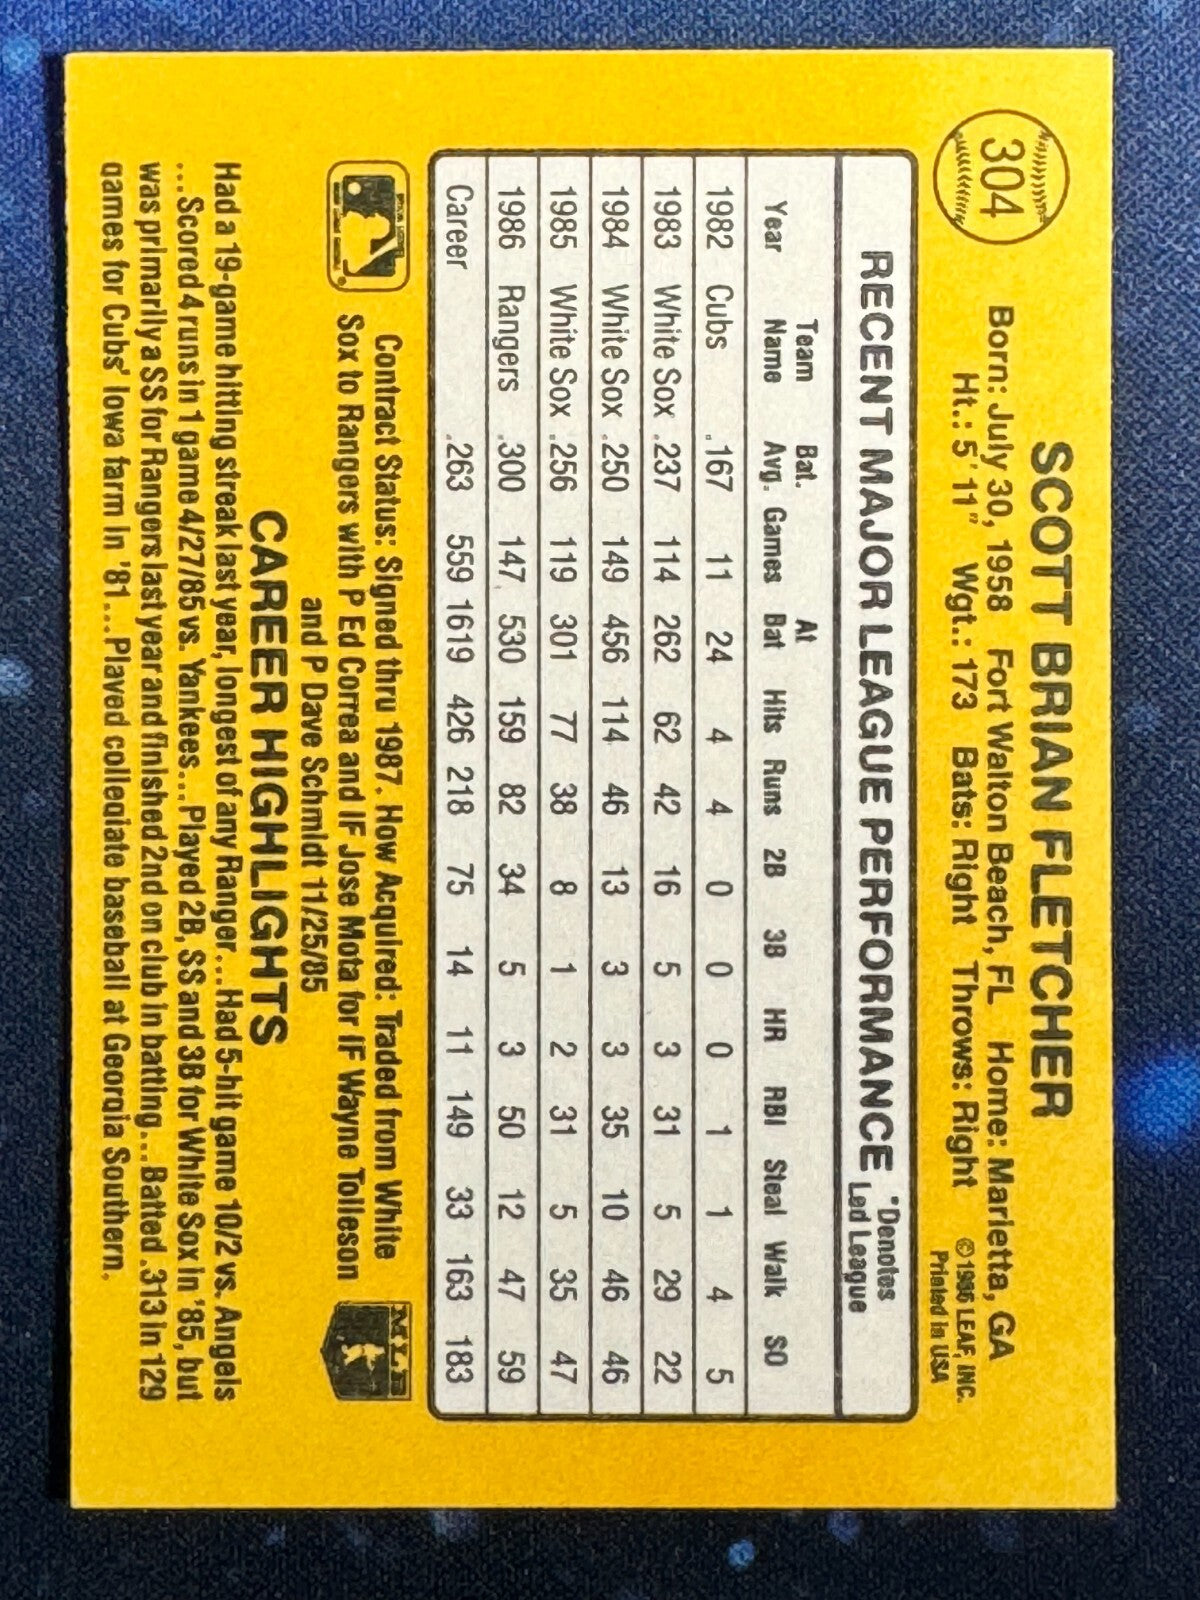 304
SCOTT BRIAN FLETCHER
Born: July 30, 1958 Fort Walton Beach, FL Home: Marietta, GA
Ht.: 5' 11" Wgt.: 173 Bats: Right Throws: Right
©1986 LEAF, INC.
Printed in USA
RECENT MAJOR LEAGUE PERFORMANCE *Denotes Led League
Year Team Name Bat. Avg. Games At Bat Hits Runs 2B 3B HR RBI Steal Walk SO
1982 Cubs .167 11 24 4 4 0 0 0 1 1 4 5
1983 White Sox .237 114 262 62 42 16 5 3 31 5 29 22
1984 White Sox .250 149 456 114 46 13 3 3 35 10 46 46
1985 White Sox .256 119 301 77 38 8 1 2 31 5 35 47
1986 Rangers .300 147 530 159 82 34 5 3 50 12 47 59
Career .263 559 1619 426 218 75 14 11 149 33 163 183
Contract Status: Signed thru 1987. How Acquired: Traded from White
Sox to Rangers with P Ed Correa and IF Jose Mota for IF Wayne Tolleson
and P Dave Schmidt 11/25/85
MLB
CAREER HIGHLIGHTS
Had a 19-game hitting streak last year, longest of any Ranger...Had 5-hit game 10/2 vs. Angels
...Scored 4 runs in 1 game 4/27/85 vs. Yankees...Played 2B, SS and 3B for White Sox in '85, but
was primarily a SS for Rangers last year and finished 2nd on club in batting...Batted .313 in 129
games for Cubs' Iowa farm in '81...Played collegiate baseball at Georgia Southern.